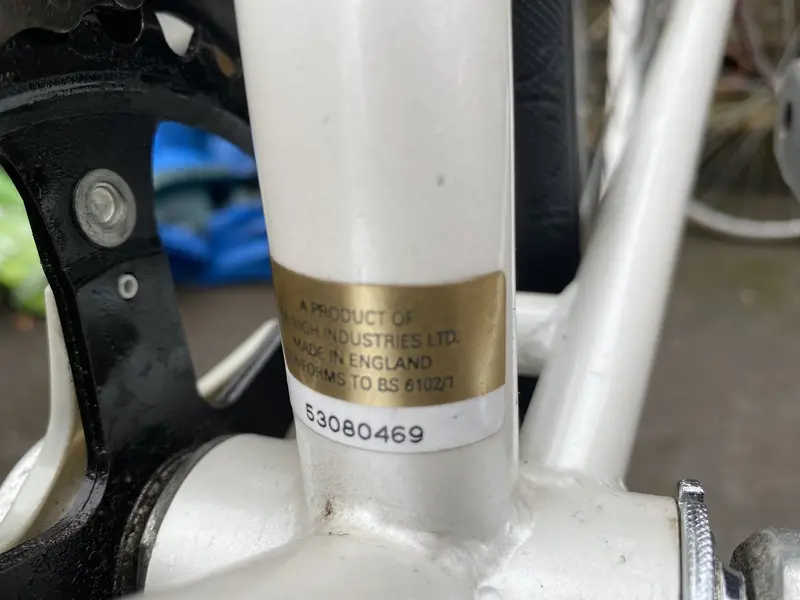 A PRODUCT OF
INDUSTRIES LTD.
MADE IN ENGLAND
TO BS 6102/1
53080469